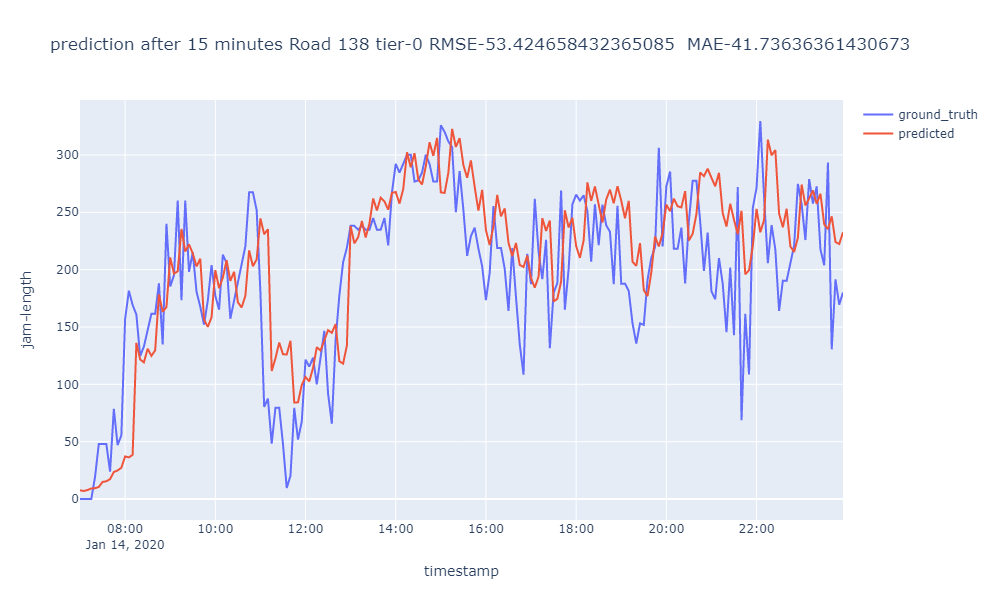 prediction after 15 minutes Road 138 tier-0 RMSE-53.424658432365085  MAE-41.73636361430673
ground_truth
predicted
jam-length
300
250
200
150
100
50
0
08:00 10:00 12:00 14:00 16:00 18:00 20:00 22:00
Jan 14, 2020
timestamp